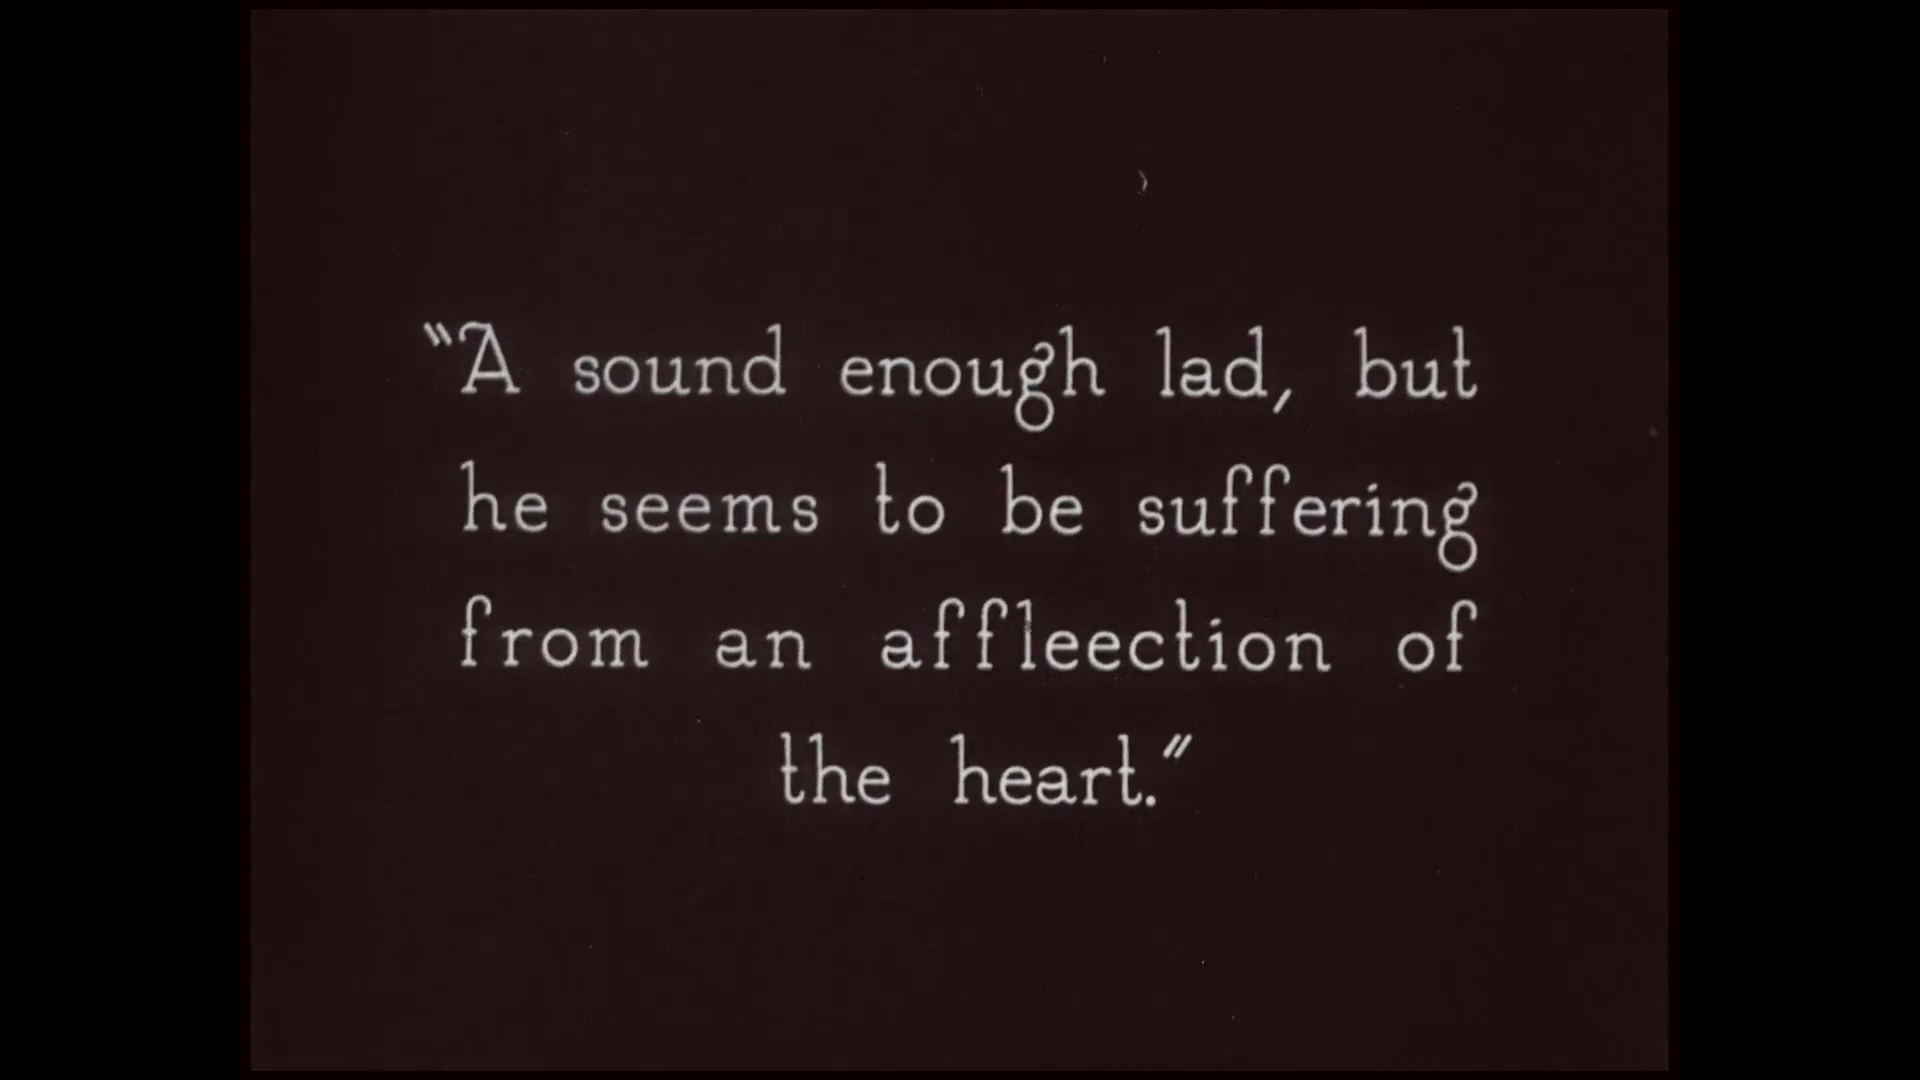 "A sound enough lad, but
he seems to be suffering
from an affleection of
the heart."